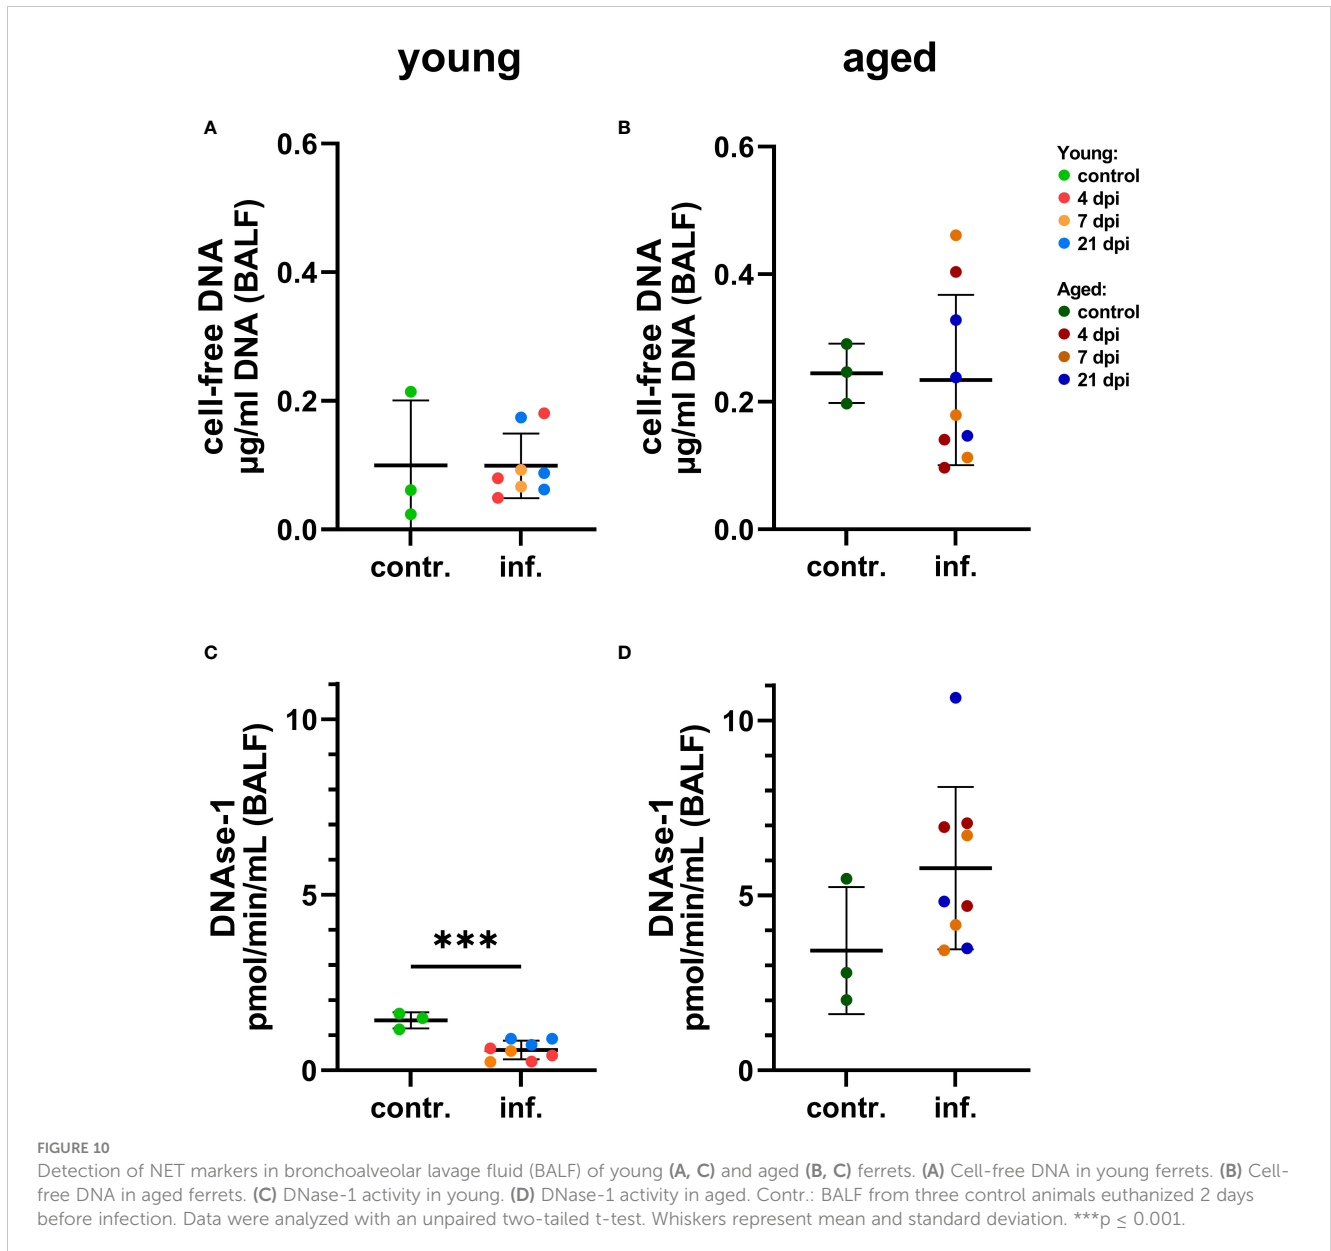 young
aged
A
0.6
0.4
0.2
0.0
cell-free DNA
µg/ml DNA (BALF)
contr.
inf.
B
0.6
0.4
0.2
0.0
cell-free DNA
µg/ml DNA (BALF)
contr.
inf.
Young:
control
4 dpi
7 dpi
21 dpi
Aged:
control
4 dpi
7 dpi
21 dpi
C
10
5
0
DNAse-1
pmol/min/mL (BALF)
***
contr.
inf.
D
10
5
0
DNAse-1
pmol/min/mL (BALF)
contr.
inf.
FIGURE 10
Detection of NET markers in bronchoalveolar lavage fluid (BALF) of young (A, C) and aged (B, C) ferrets. (A) Cell-free DNA in young ferrets. (B) Cell-
free DNA in aged ferrets. (C) DNase-1 activity in young. (D) DNase-1 activity in aged. Contr.: BALF from three control animals euthanized 2 days
before infection. Data were analyzed with an unpaired two-tailed t-test. Whiskers represent mean and standard deviation. ***p ≤ 0.001.